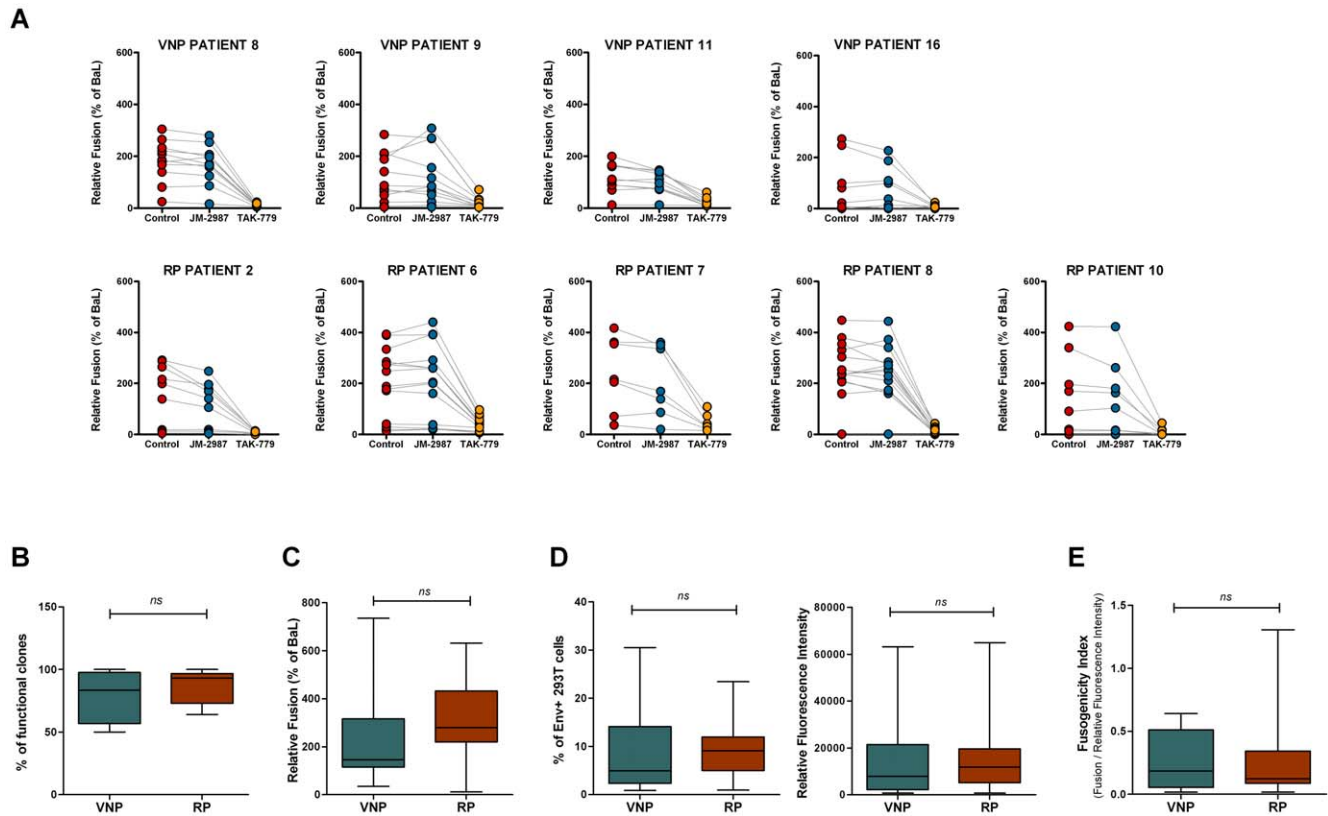 A
VNP PATIENT 8
VNP PATIENT 9
VNP PATIENT 11
VNP PATIENT 16
Relative Fusion (% of BaL)
600
400
200
0
Control JM-2987 TAK-779
Relative Fusion (% of BaL)
600
400
200
0
Control JM-2987 TAK-779
Relative Fusion (% of BaL)
600
400
200
0
Control JM-2987 TAK-779
Relative Fusion (% of BaL)
600
400
200
0
Control JM-2987 TAK-779
RP PATIENT 2
RP PATIENT 6
RP PATIENT 7
RP PATIENT 8
RP PATIENT 10
Relative Fusion (% of BaL)
600
400
200
0
Control JM-2987 TAK-779
Relative Fusion (% of BaL)
600
400
200
0
Control JM-2987 TAK-779
Relative Fusion (% of BaL)
600
400
200
0
Control JM-2987 TAK-779
Relative Fusion (% of BaL)
600
400
200
0
Control JM-2987 TAK-779
Relative Fusion (% of BaL)
600
400
200
0
Control JM-2987 TAK-779
B
% of functional clones
150
100
50
0
ns
VNP RP
C
Relative Fusion (% of BaL)
800
600
400
200
0
ns
VNP RP
D
% of Env+ 293T cells
40
30
20
10
0
ns
VNP RP
Relative Fluorescence Intensity
80000
60000
40000
20000
0
ns
VNP RP
E
Fusogenicity Index
(Fusion / Relative Fluorescence Intensity)
1.5
1.0
0.5
0.0
ns
VNP RP